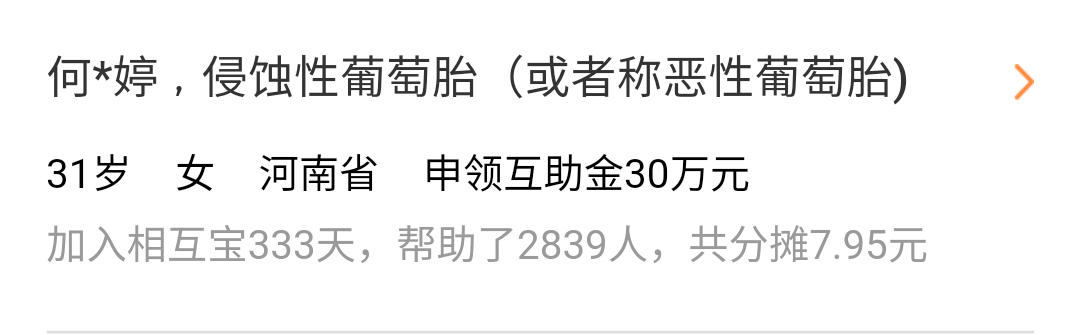 何*婷，侵蚀性葡萄胎（或者称恶性葡萄胎)
31岁 女 河南省 申领互助金30万元
加入相互宝333天，帮助了2839人，共分摊7.95元